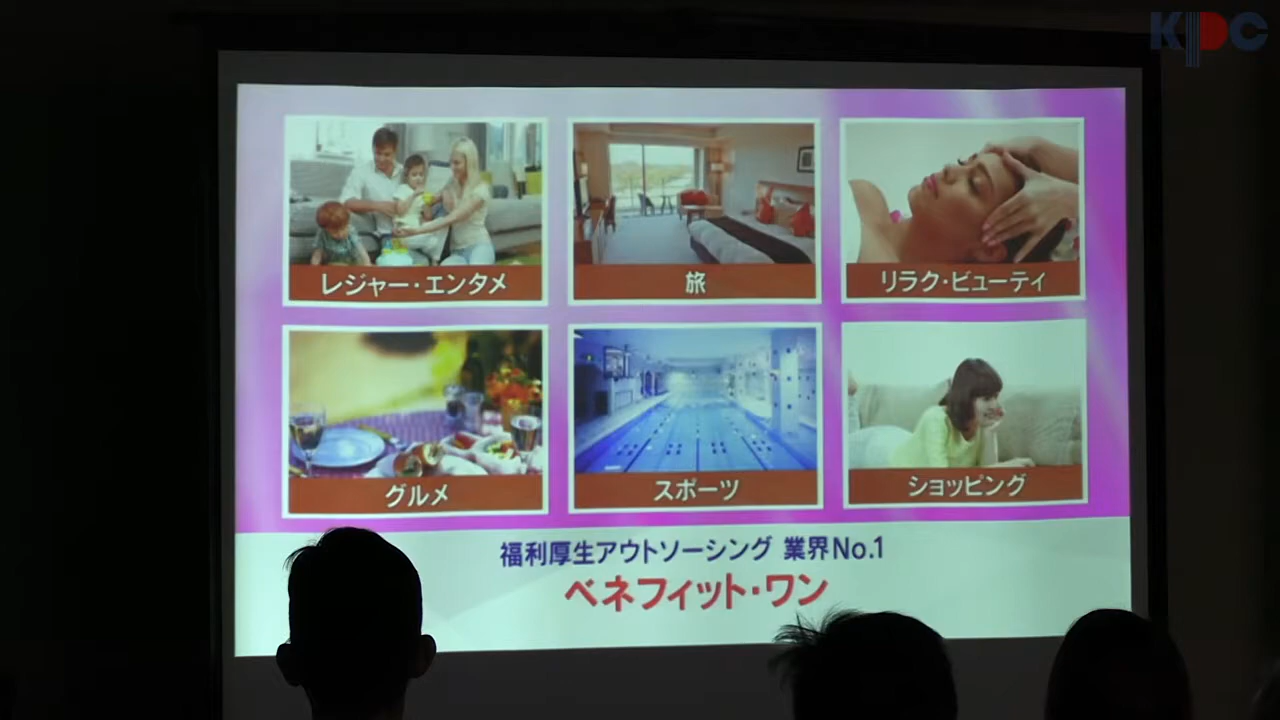 KPC
レジャー・エンタメ
旅
リラク・ビューティ
グルメ
スポーツ
ショッピング
福利厚生アウトソーシング 業界No.1
ベネフィット・ワン